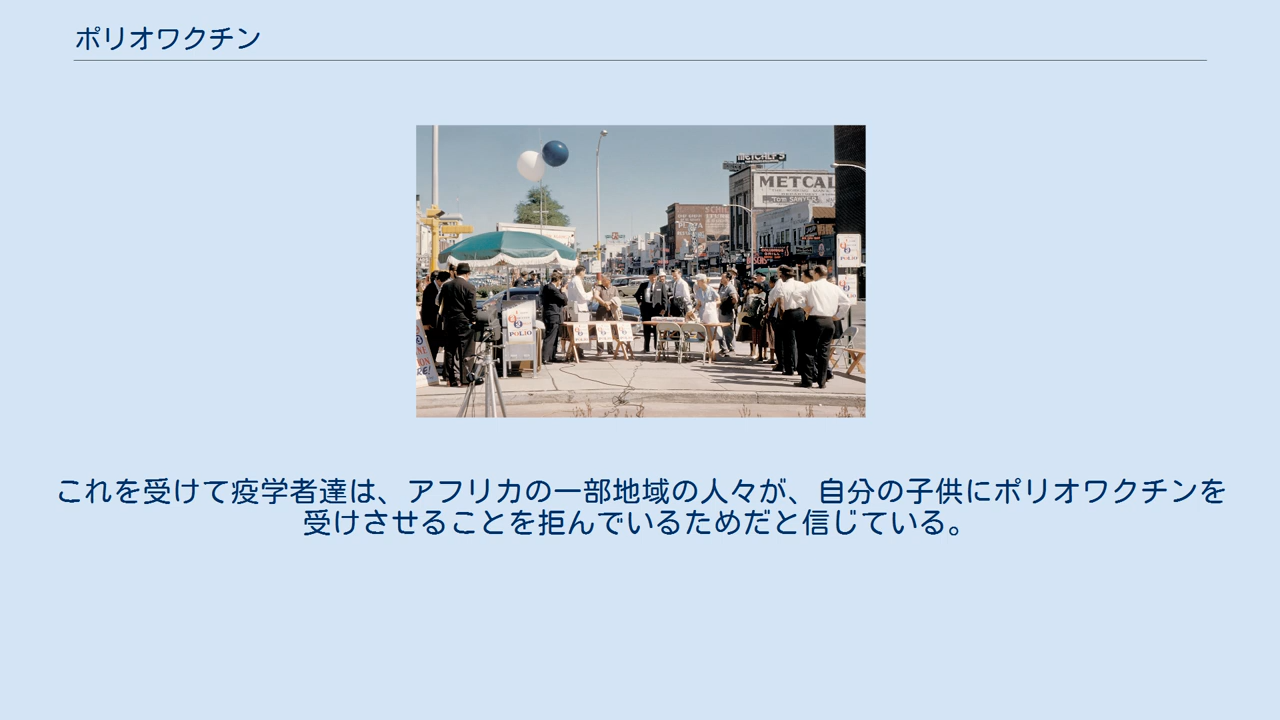 ポリオワクチン
METCALF'S
METCAL
TOM SAWYER
POLIO
POLIO
これを受けて疫学者達は、アフリカの一部地域の人々が、自分の子供にポリオワクチンを
受けさせることを拒んでいるためだと信じている。